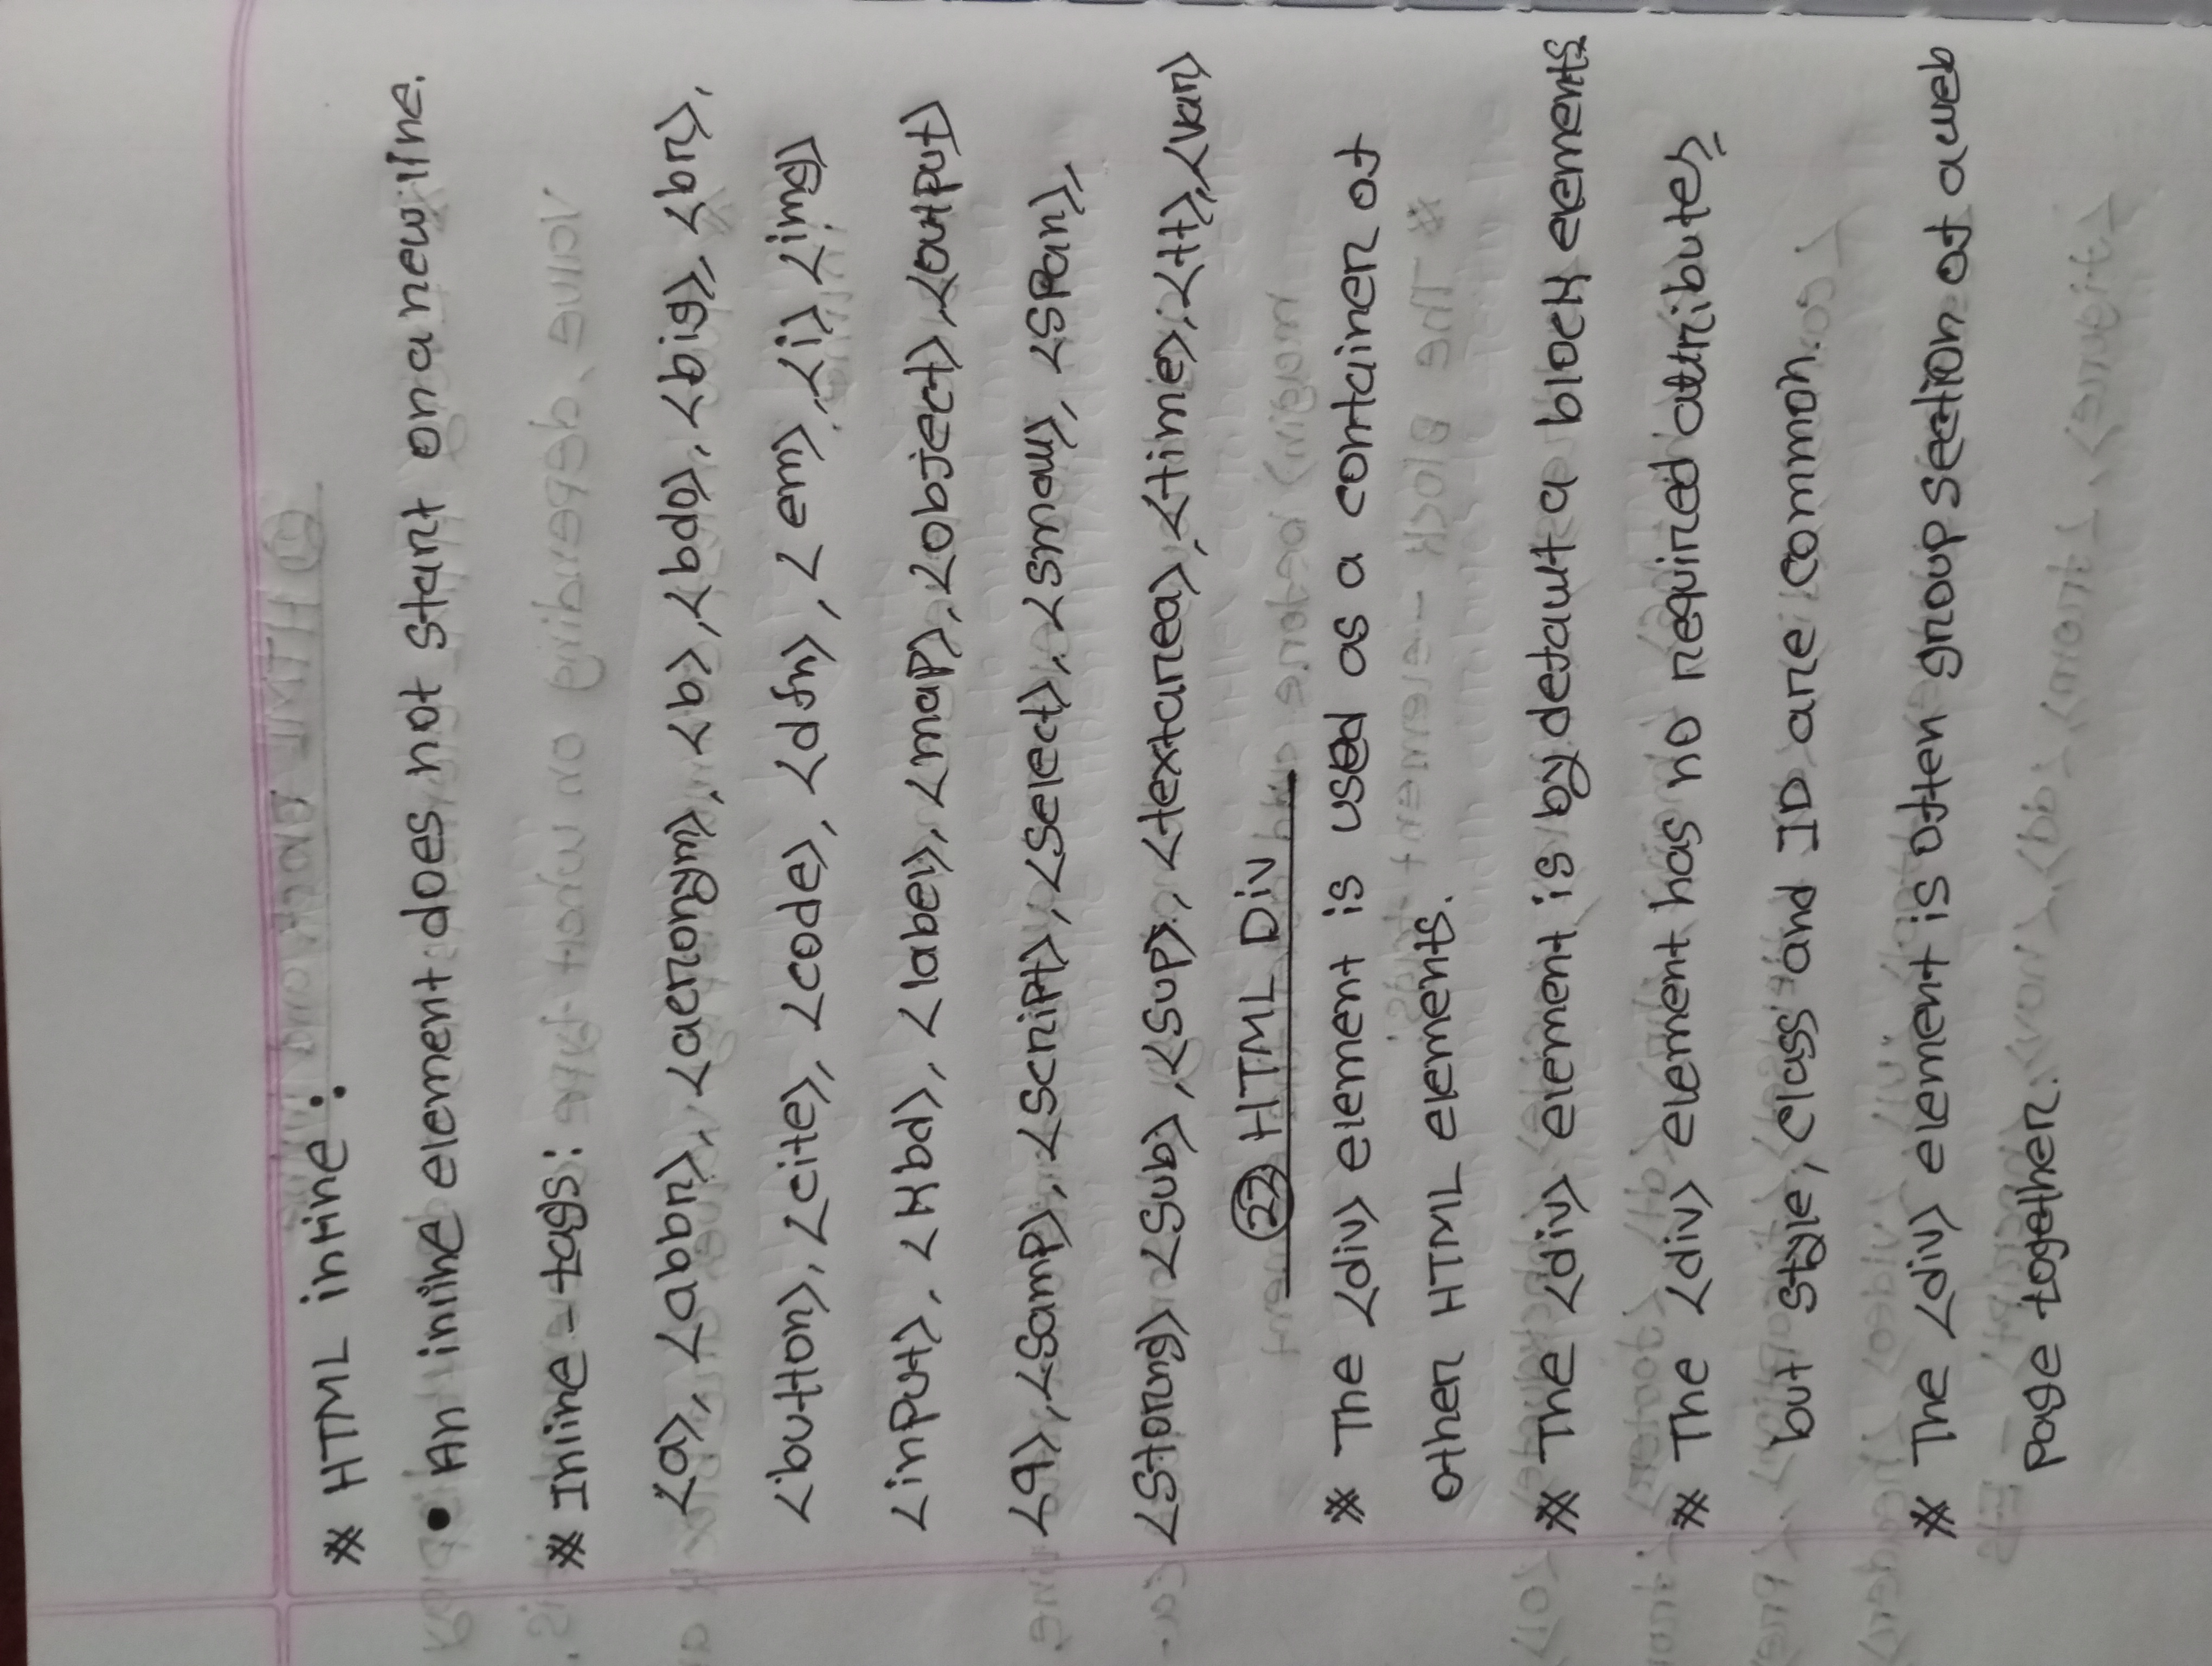 * HTML inline :
• An inline element does not start on a new line.
* Inline - tags :
<a>, <abbr>, <acronym>, <b>, <bdo>, <big>, <br>,
<button>, <cite>, <code>, <dfn>, <em>, <i>, <img>
<input>, <kbd>, <label>, <map>, <object>, <output>
<q>, <samp>, <script>, <select>, <small>, <span>,
<storng> <sub>, <sup>, <textarea>, <time>, <tt>, <var>
22 HTML Div
* The <div> element is used as a container of
other HTML elements.
* The <div> element is by default a block elements
* The <div> element has no required attributes,
but style, class and ID are common.
* The <div> element is often group section of a web
page together.